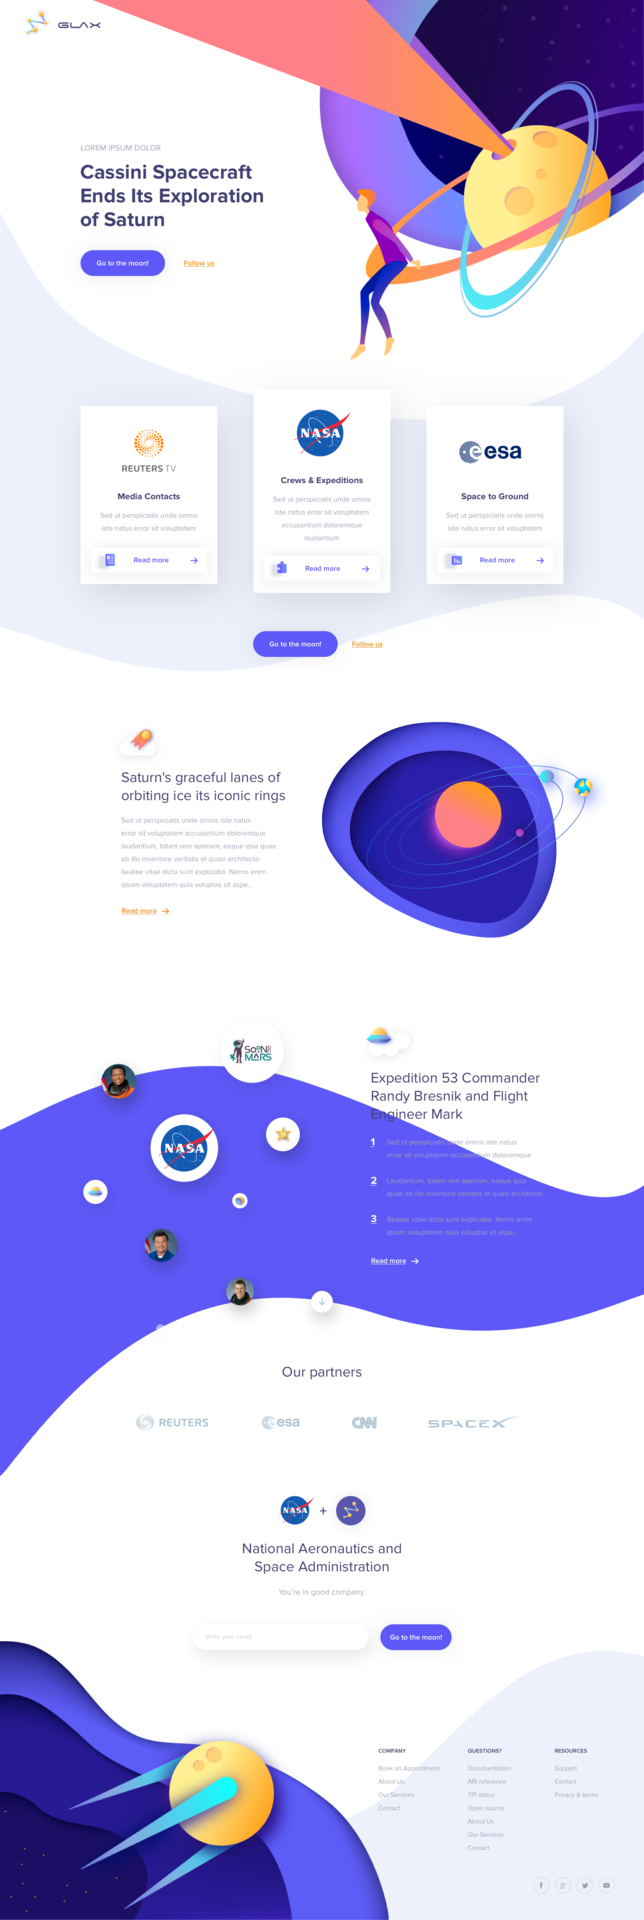 GLAX
LOREM IPSUM DOLOR
Cassini Spacecraft
Ends Its Exploration
of Saturn
Go to the moon!
Follow us
REUTERS TV
Media Contacts
Sed ut perspiciatis unde omnis
iste natus error sit voluptatem
Read more
NASA
Crews & Expeditions
Sed ut perspiciatis unde omnis
iste natus error sit voluptatem
accusantium doloremque
laudantium
Read more
esa
Space to Ground
Sed ut perspiciatis unde omnis
iste natus error sit voluptatem
Read more
Go to the moon!
Follow us
Saturn's graceful lanes of
orbiting ice its iconic rings
Sed ut perspiciatis unde omnis iste natus
error sit voluptatem accusantium doloremque
laudantium, totam rem aperiam, eaque ipsa quae
ab illo inventore veritatis et quasi architecto
beatae vitae dicta sunt explicabo. Nemo enim
ipsam voluptatem quia voluptas sit aspe...
Read more
MARS
NASA
Expedition 53 Commander
Randy Bresnik and Flight
Engineer Mark
1 Sed ut perspiciatis unde omnis iste natus
error sit voluptatem accusantium doloremque
2 Laudantium, totam rem aperiam, eaque ipsa
quae ab illo inventore veritatis et quasi architecto
3 Beatae vitae dicta sunt explicabo. Nemo enim
ipsam voluptatem quia voluptas sit aspe...
Read more
Our partners
REUTERS
esa
CNN
SPACEX
NASA +
National Aeronautics and
Space Administration
You're in good company.
Write your email
Go to the moon!
COMPANY
Book an Appointment
About Us
Our Services
Contact
QUESTIONS?
Documentation
ARI reference
TPI status
Open source
About Us
Our Services
Contact
RESOURCES
Support
Contact
Privacy & terms